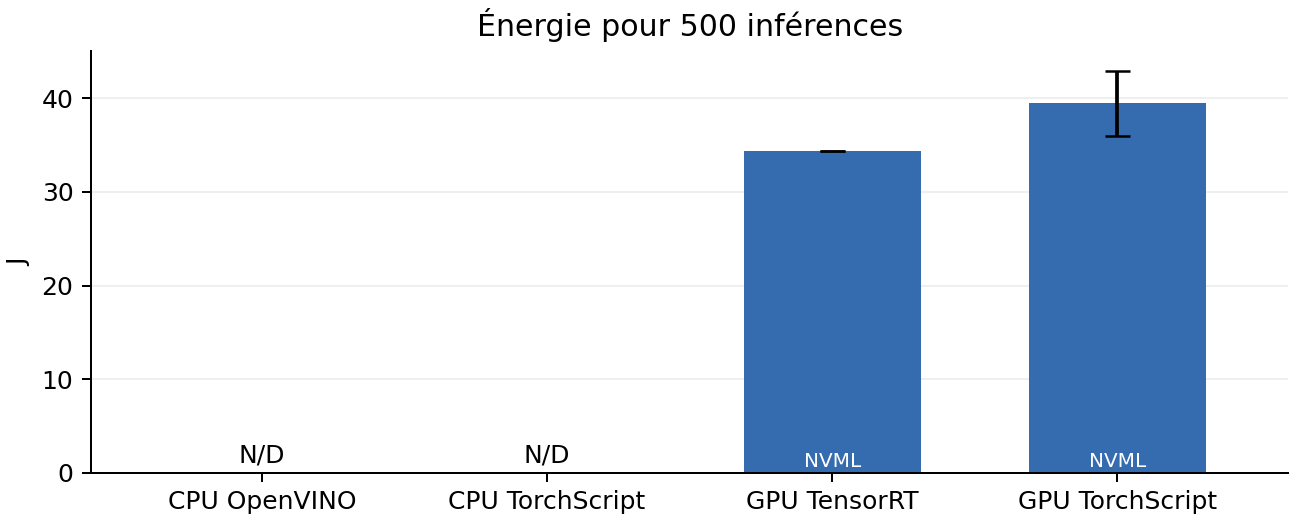 Énergie pour 500 inférences
J
40
30
20
10
0
N/D
N/D
NVML
NVML
CPU OpenVINO
CPU TorchScript
GPU TensorRT
GPU TorchScript